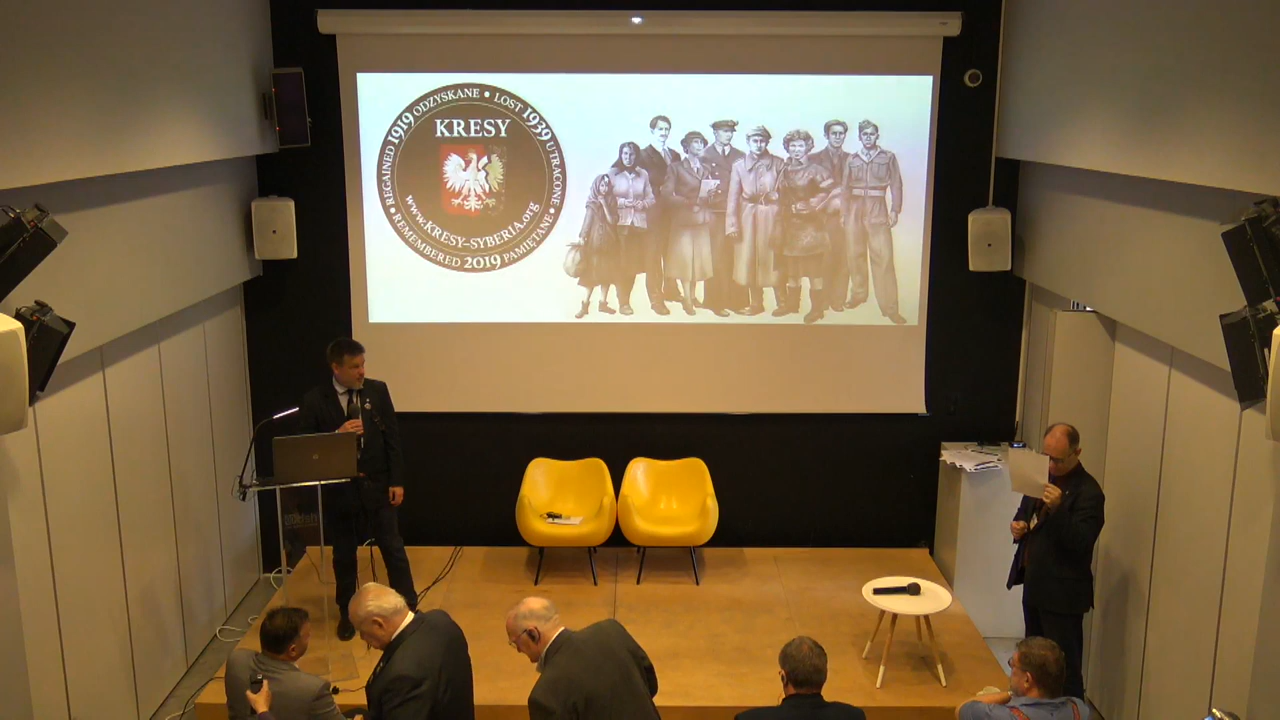 REGAINED 1919 ODZYSKANE • LOST 1939 UTRACONE •
REMEMBERED 2019 PAMIĘTANE
KRESY
www.KRESY-SYBERIA.org